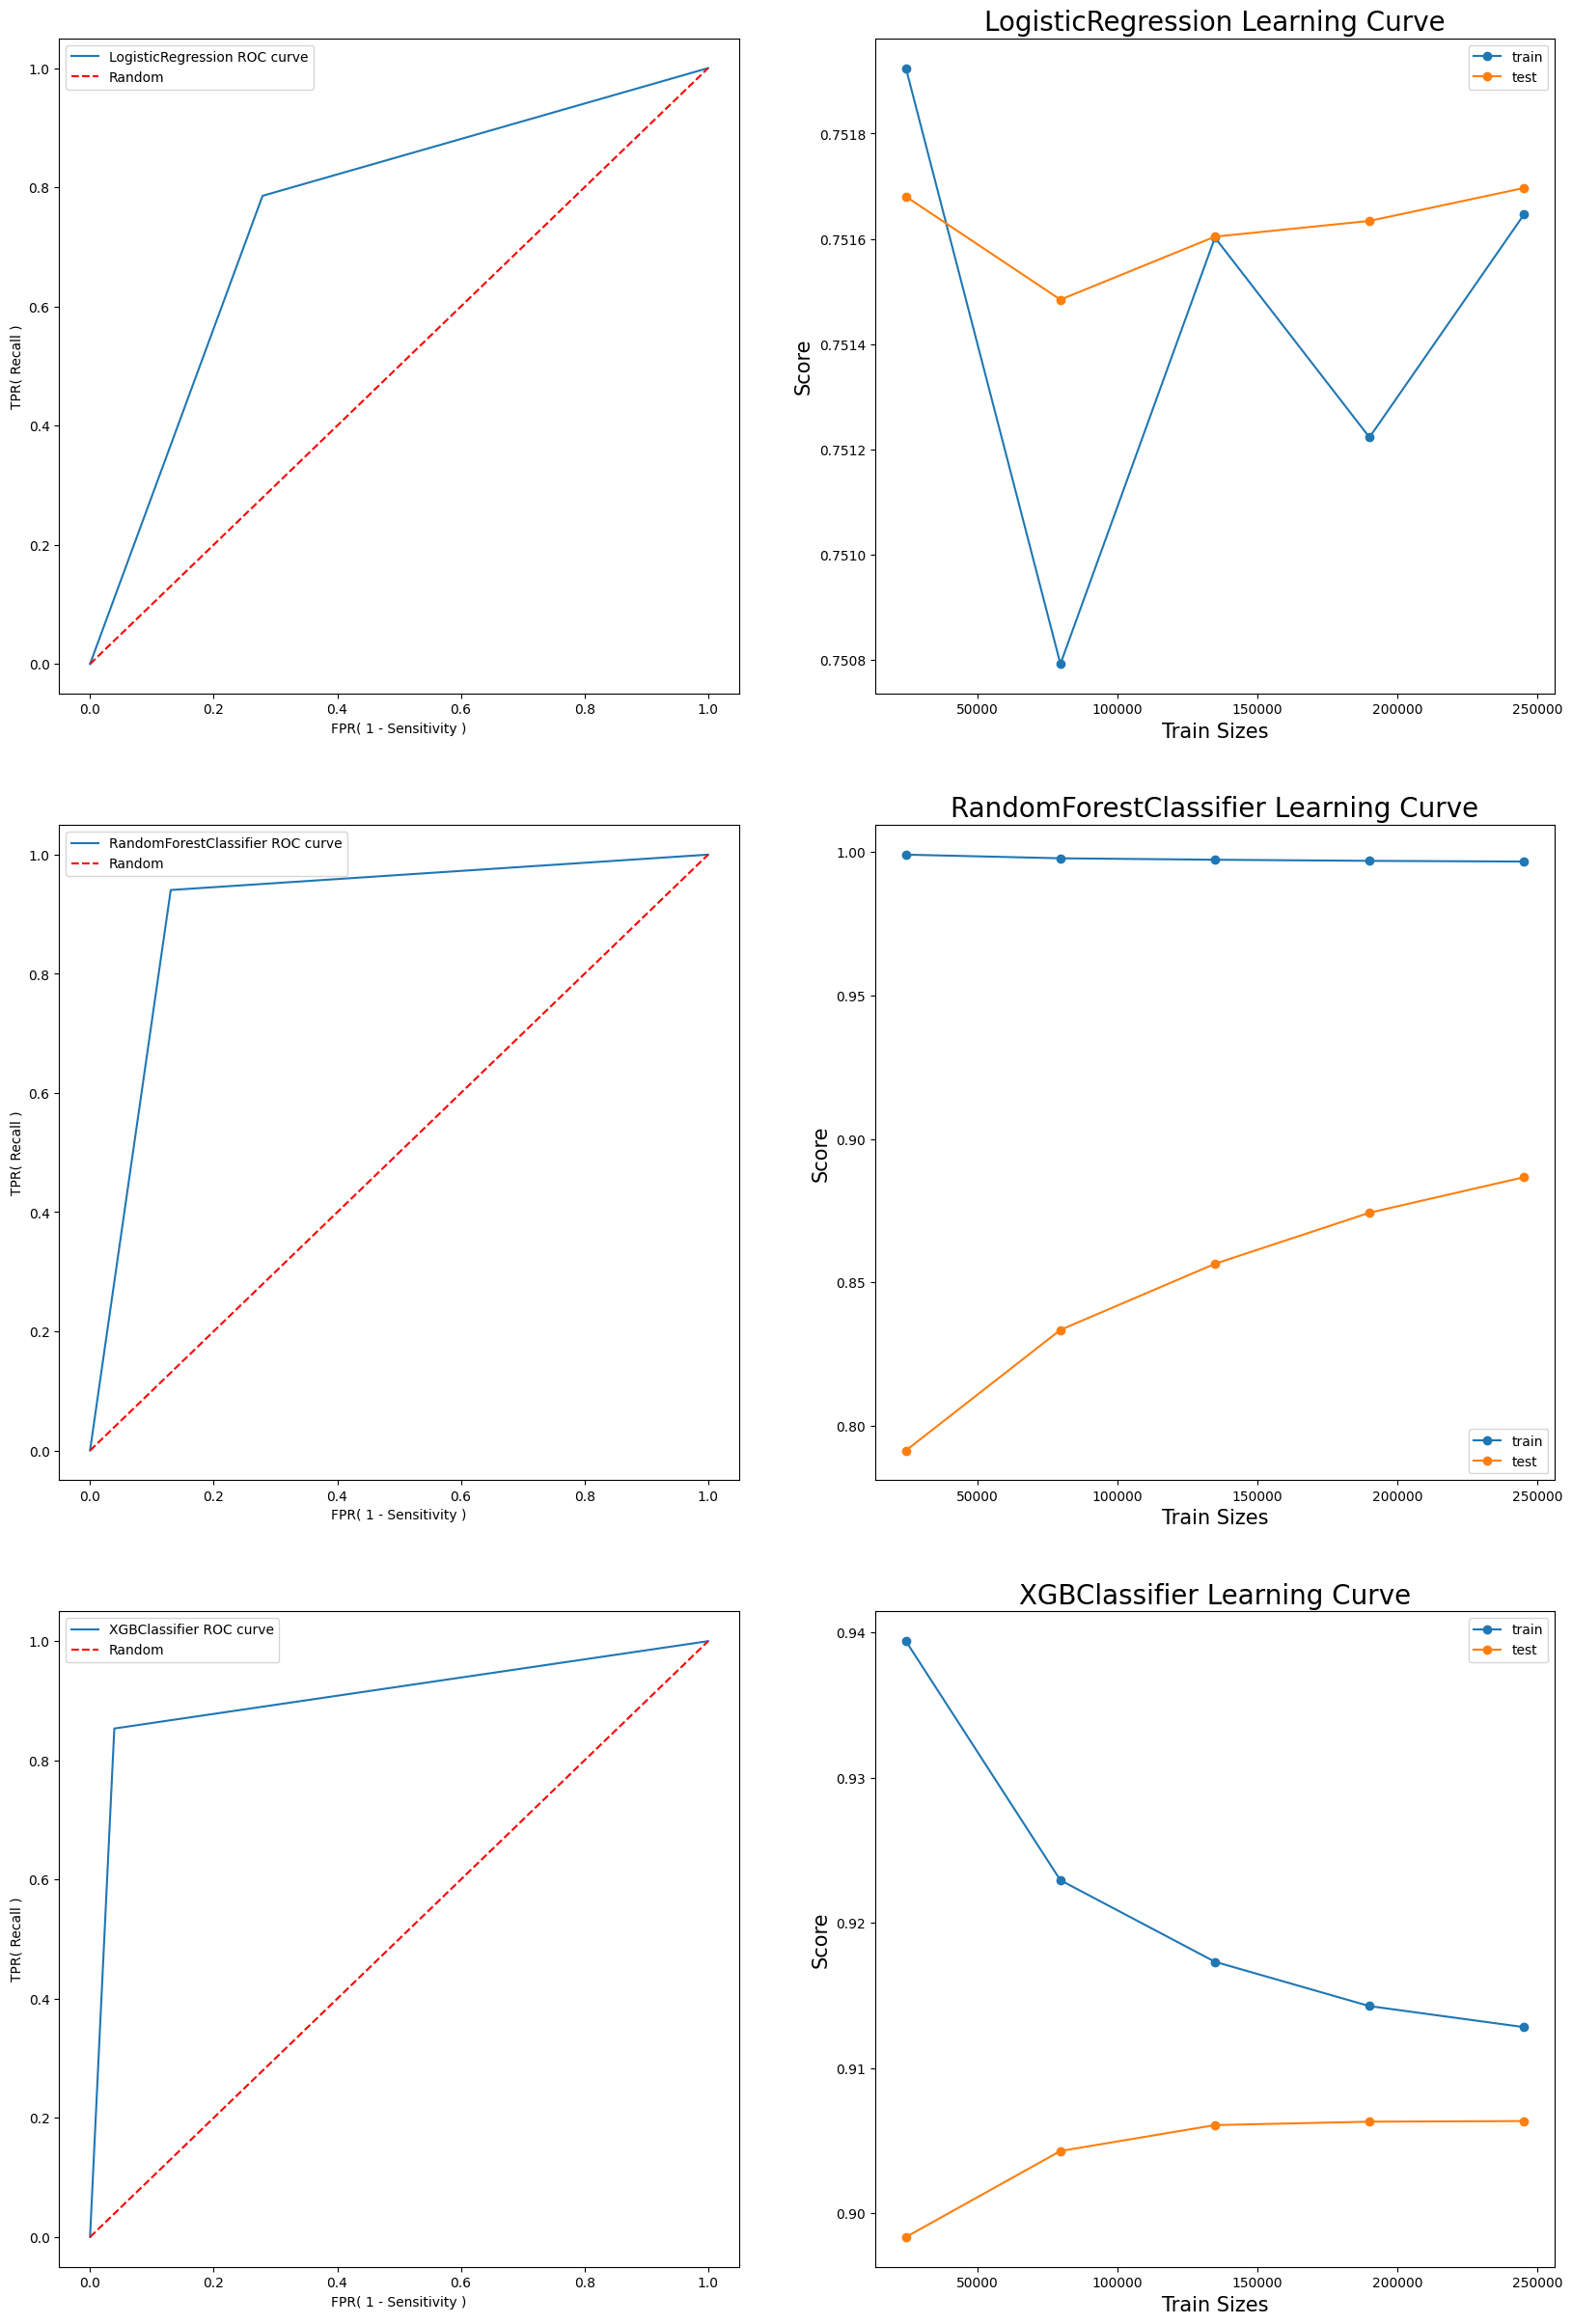 LogisticRegression ROC curve
Random
1.0
0.8
0.6
0.4
0.2
0.0
TPR( Recall )
0.0 0.2 0.4 0.6 0.8 1.0
FPR( 1 - Sensitivity )
LogisticRegression Learning Curve
train
test
0.7518
0.7516
0.7514
0.7512
0.7510
0.7508
Score
50000 100000 150000 200000 250000
Train Sizes
RandomForestClassifier ROC curve
Random
1.0
0.8
0.6
0.4
0.2
0.0
TPR( Recall )
0.0 0.2 0.4 0.6 0.8 1.0
FPR( 1 - Sensitivity )
RandomForestClassifier Learning Curve
1.00
0.95
0.90
0.85
0.80
Score
train
test
50000 100000 150000 200000 250000
Train Sizes
XGBClassifier ROC curve
Random
1.0
0.8
0.6
0.4
0.2
0.0
TPR( Recall )
0.0 0.2 0.4 0.6 0.8 1.0
FPR( 1 - Sensitivity )
XGBClassifier Learning Curve
train
test
0.94
0.93
0.92
0.91
0.90
Score
50000 100000 150000 200000 250000
Train Sizes